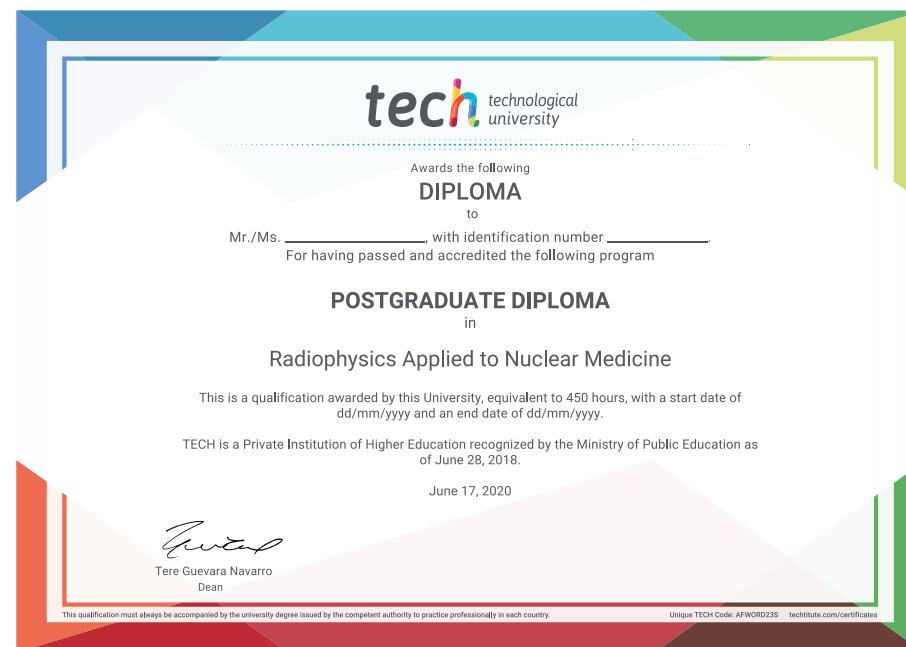 tech technological
university
Awards the following
DIPLOMA
to
Mr./Ms. ____________________, with identification number ______________.
For having passed and accredited the following program
POSTGRADUATE DIPLOMA
in
Radiophysics Applied to Nuclear Medicine
This is a qualification awarded by this University, equivalent to 450 hours, with a start date of
dd/mm/yyyy and an end date of dd/mm/yyyy.
TECH is a Private Institution of Higher Education recognized by the Ministry of Public Education as
of June 28, 2018.
June 17, 2020
Tere Guevara Navarro
Dean
This qualification must always be accompanied by the university degree issued by the competent authority to practice professionally in each country.
Unique TECH Code: AFWORD23S techtitute.com/certificates